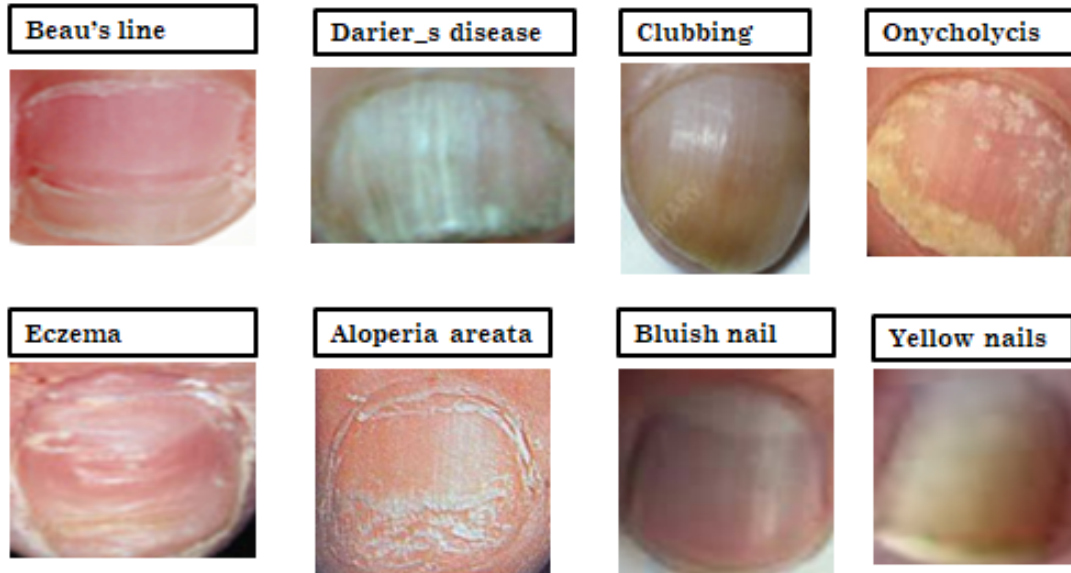 Beau's line
Darier_s disease
Clubbing
Onycholycis
Eczema
Aloperia areata
Bluish nail
Yellow nails